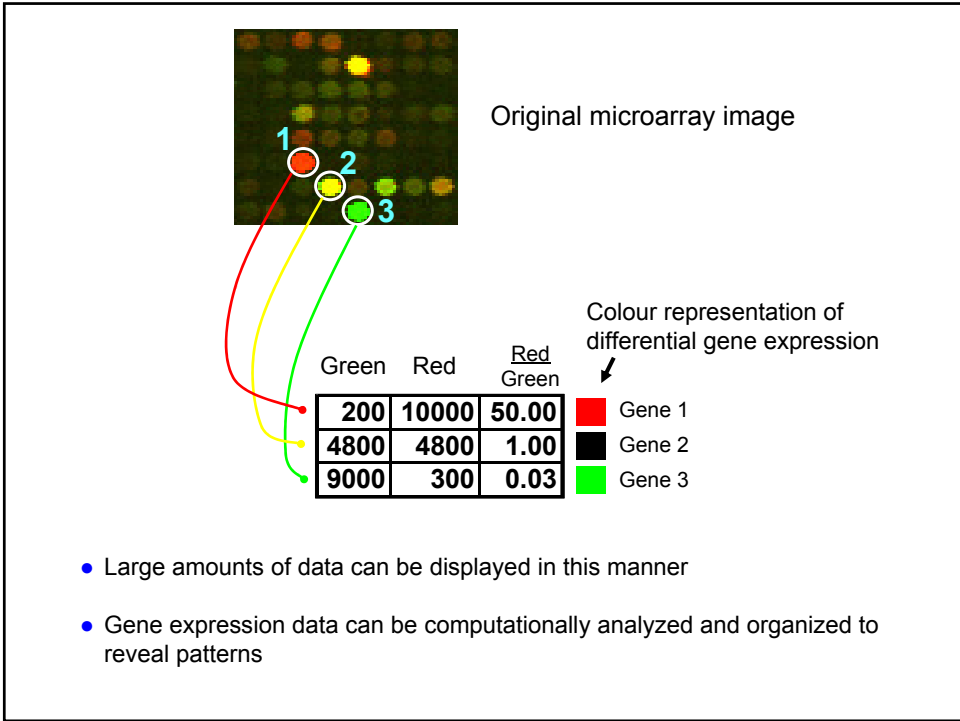 Original microarray image
1
2
3
Colour representation of
differential gene expression
Green Red Red
Green
200 10000 50.00 Gene 1
4800 4800 1.00 Gene 2
9000 300 0.03 Gene 3
• Large amounts of data can be displayed in this manner
• Gene expression data can be computationally analyzed and organized to
reveal patterns